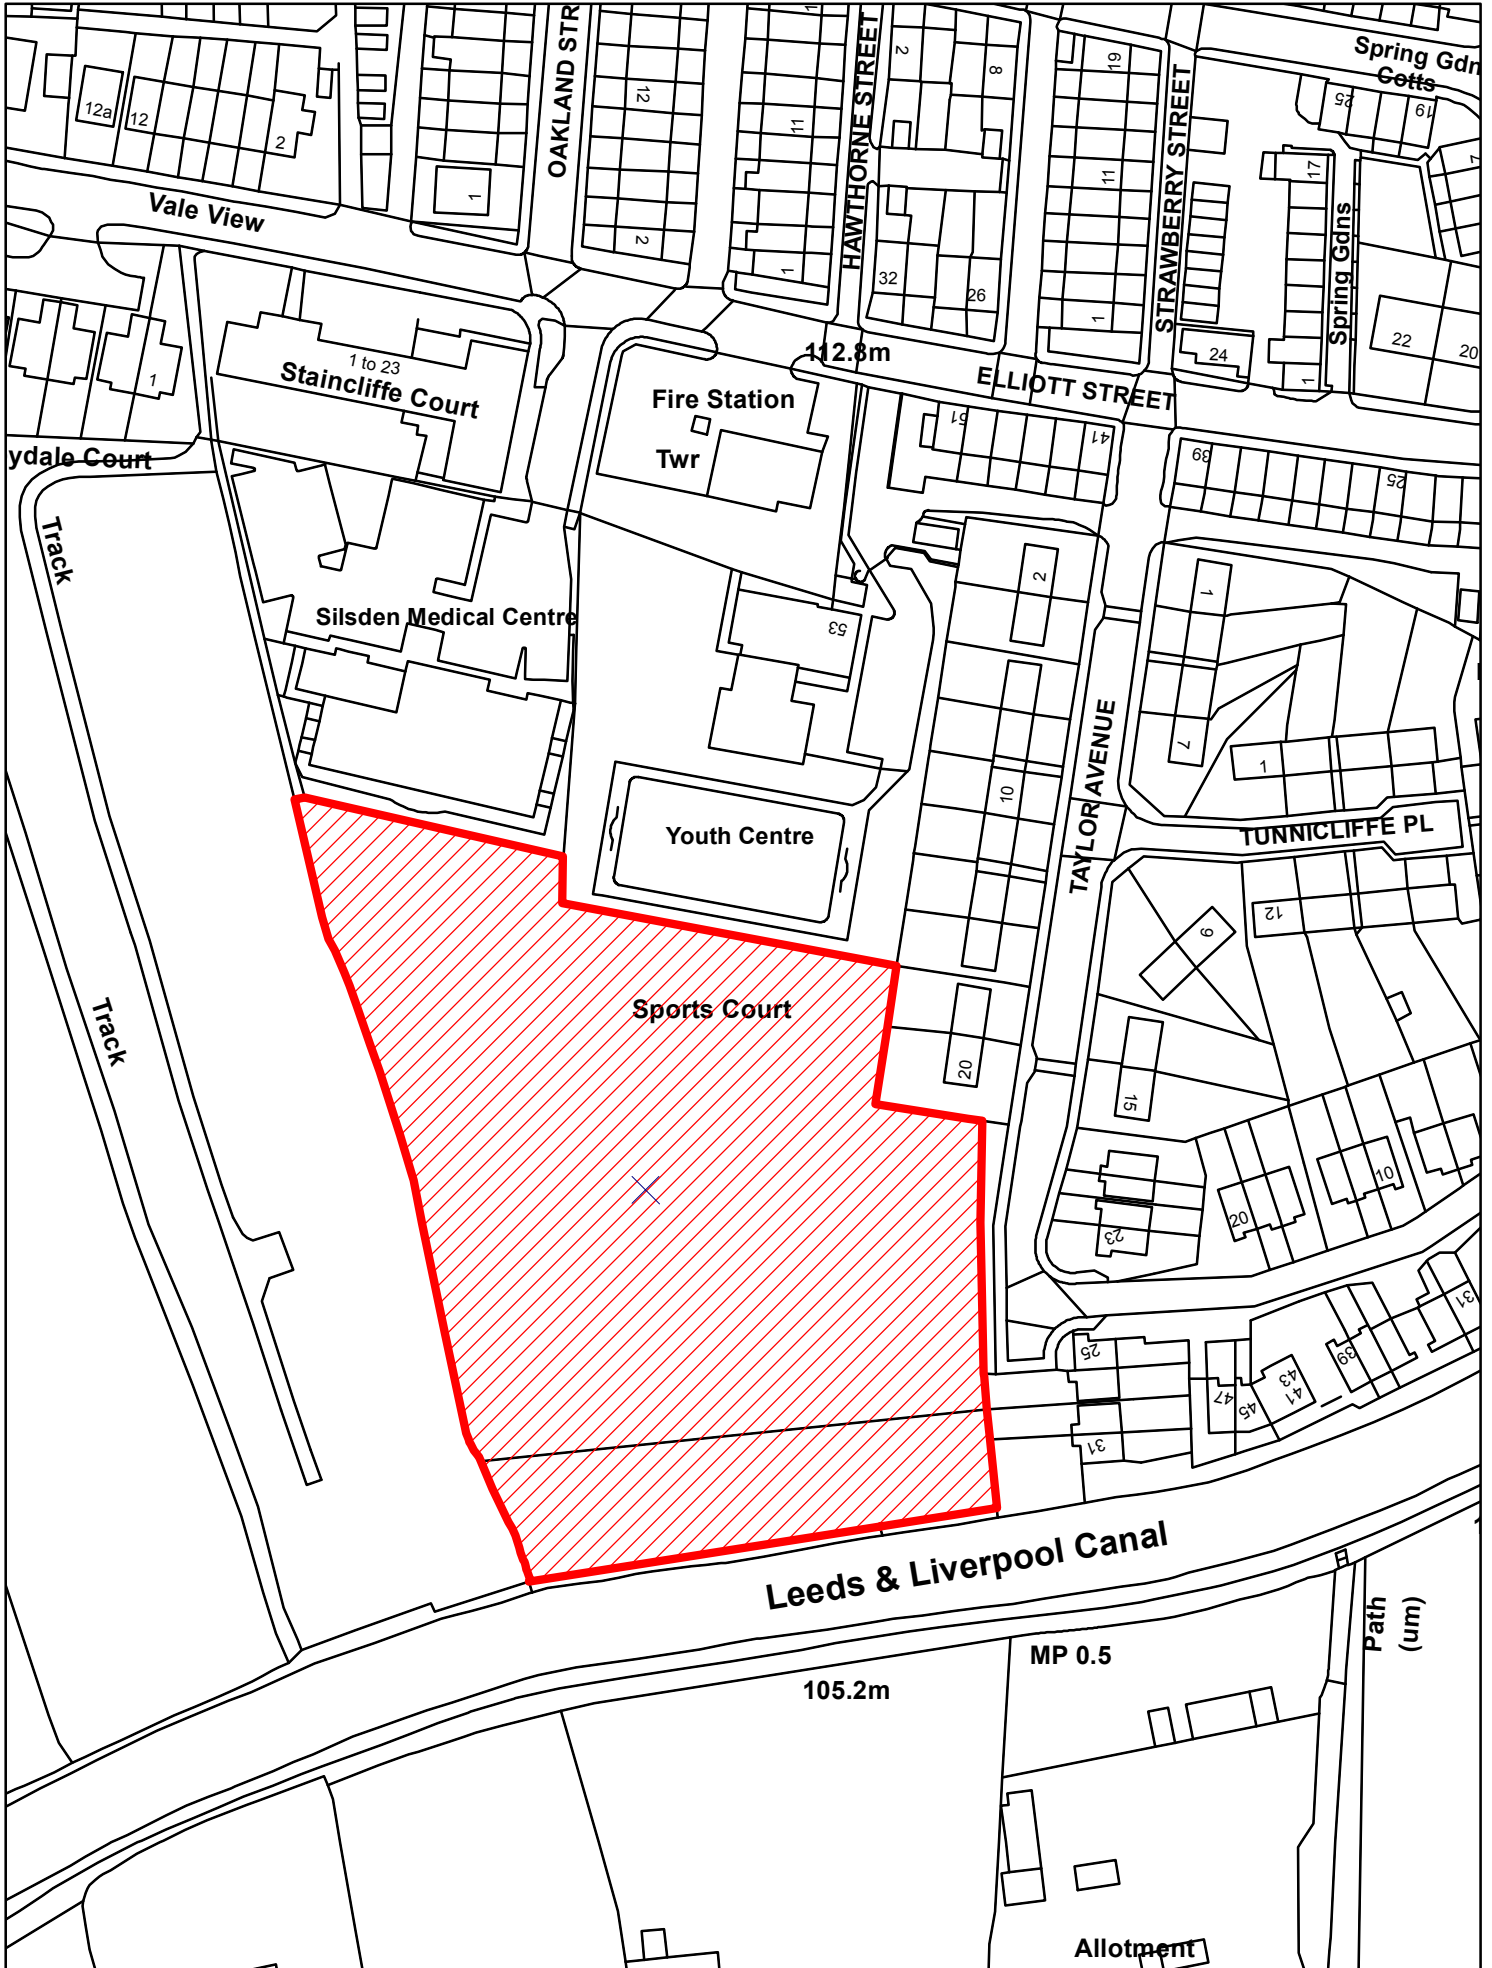 OAKLAND STR
HAWTHORNE STREET
Spring Gdn
Cotts
2
8
19
25
19
12a
12
2
12
11
11
17
7
1
2
1
STRAWBERRY STREET
Spring Gdns
Vale View
32
26
1
24
1
22
20
112.8m
1
1 to 23
Staincliffe Court
Fire Station
Twr
ELLIOTT STREET
51
41
39
25
ydale Court
Track
Silsden Medical Centre
53
2
1
10
7
1
TAYLOR AVENUE
TUNNICLIFFE PL
Youth Centre
12
9
Sports Court
Track
20
15
23
20
10
25
31
47
45
43
41
39
31
Leeds & Liverpool Canal
Path
(um)
MP 0.5
105.2m
Allotment